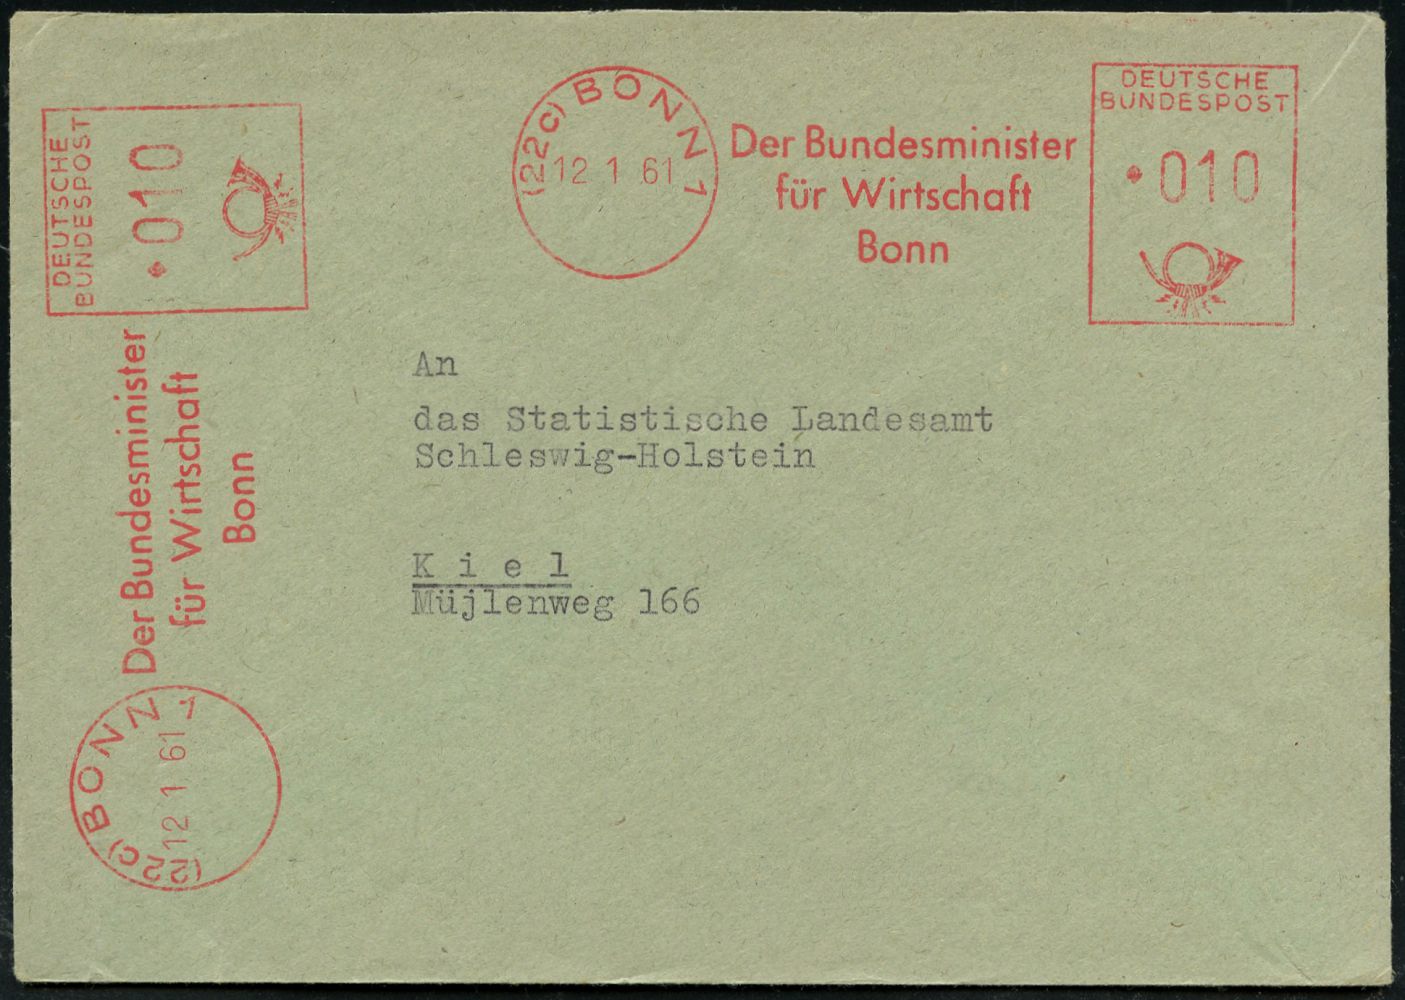 (22c) BONN 1
12 1 61
Der Bundesminister
für Wirtschaft
Bonn
DEUTSCHE
BUNDESPOST
010
DEUTSCHE
BUNDESPOST
010
Der Bundesminister
für Wirtschaft
Bonn
(22c) BONN 1
12 1 61
An
das Statistische Landesamt
Schleswig-Holstein
K i e l
Müjlenweg 166